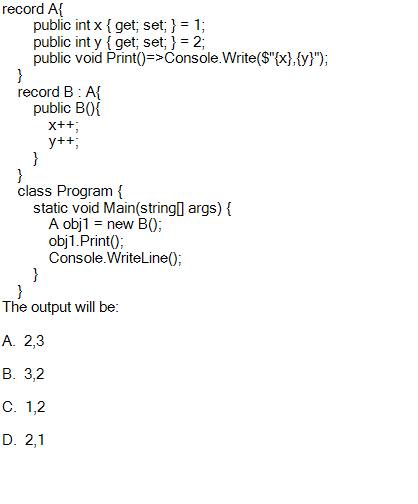 record A{
public int x { get; set; } = 1;
public int y { get; set; } = 2;
public void Print()=>Console.Write($"{x},{y}");
}
record B : A{
public B(){
x++;
y++;
}
}
class Program {
static void Main(string[] args) {
A obj1 = new B();
obj1.Print();
Console.WriteLine();
}
}
The output will be:
A. 2,3
B. 3,2
C. 1,2
D. 2,1